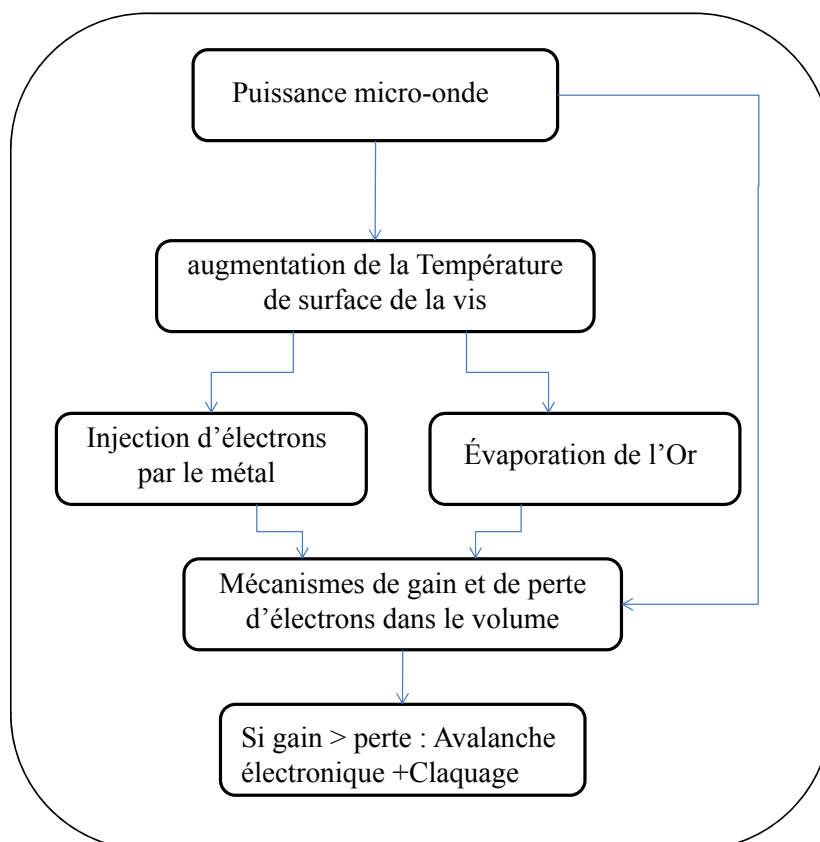 Puissance micro-onde
augmentation de la Température
de surface de la vis
Injection d’électrons
par le métal
Évaporation de l’Or
Mécanismes de gain et de perte
d’électrons dans le volume
Si gain > perte : Avalanche
électronique +Claquage